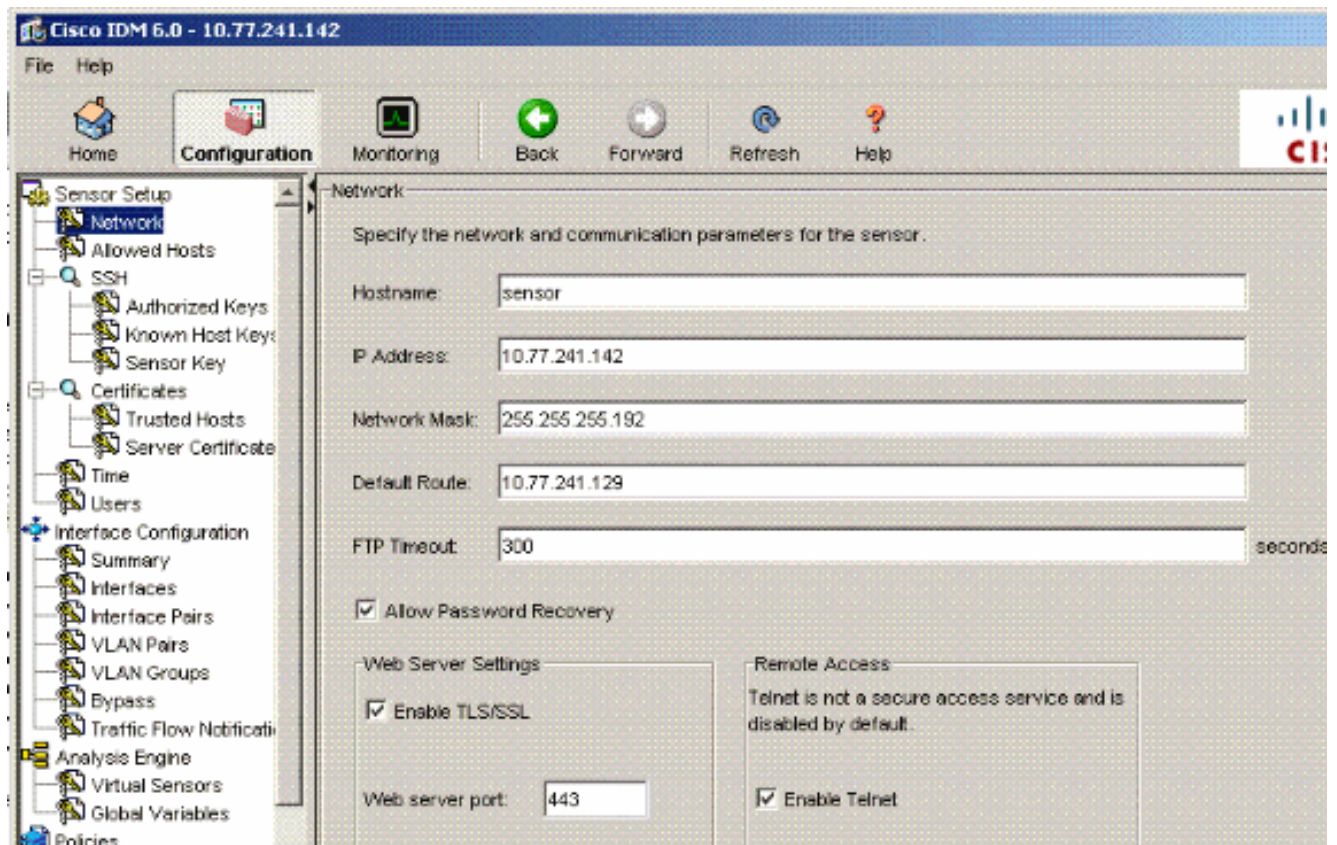 Cisco IDM 6.0 - 10.77.241.142
File Help
Home Configuration Monitoring Back Forward Refresh Help
Sensor Setup
Network
Allowed Hosts
SSH
Authorized Keys
Known Host Keys
Sensor Key
Certificates
Trusted Hosts
Server Certificate
Time
Users
Interface Configuration
Summary
Interfaces
Interface Pairs
VLAN Pairs
VLAN Groups
Bypass
Traffic Flow Notificati
Analysis Engine
Virtual Sensors
Global Variables
Policies
CIS
Network
Specify the network and communication parameters for the sensor.
Hostname: sensor
IP Address: 10.77.241.142
Network Mask: 255.255.255.192
Default Route: 10.77.241.129
FTP Timeout: 300 seconds
Allow Password Recovery
Web Server Settings
Enable TLS/SSL
Web server port: 443
Remote Access
Telnet is not a secure access service and is
disabled by default.
Enable Telnet